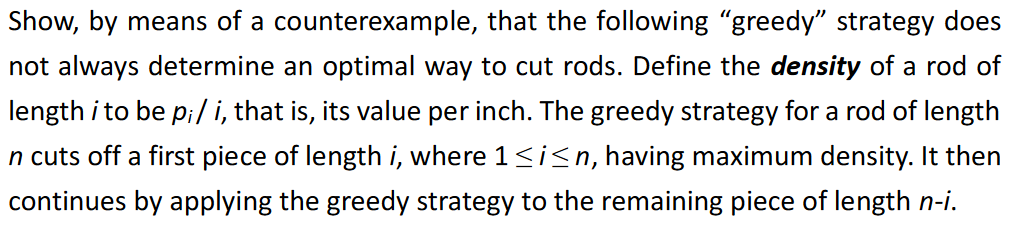 Show, by means of a counterexample, that the following “greedy” strategy does
not always determine an optimal way to cut rods. Define the density of a rod of
length i to be pᵢ/ i, that is, its value per inch. The greedy strategy for a rod of length
n cuts off a first piece of length i, where 1 ≤ i ≤ n, having maximum density. It then
continues by applying the greedy strategy to the remaining piece of length n-i.